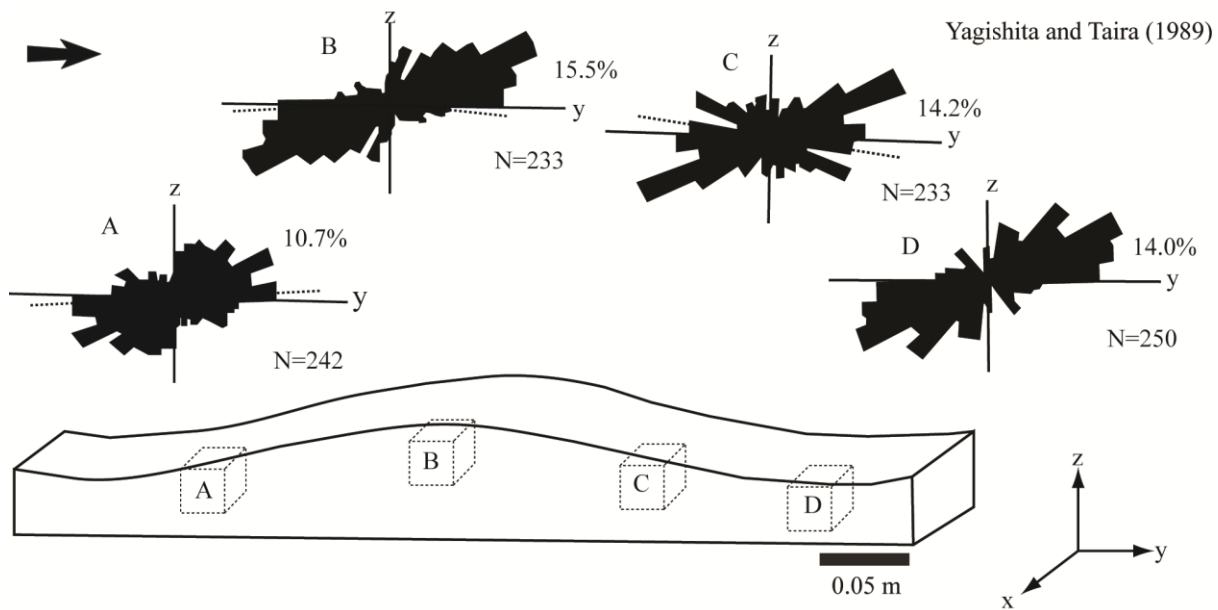 Yagishita and Taira (1989)
z
B
15.5%
y
N=233
z
C
14.2%
y
N=233
z
A
10.7%
y
N=242
z
D
14.0%
y
N=250
A
B
C
D
0.05 m
z
y
x